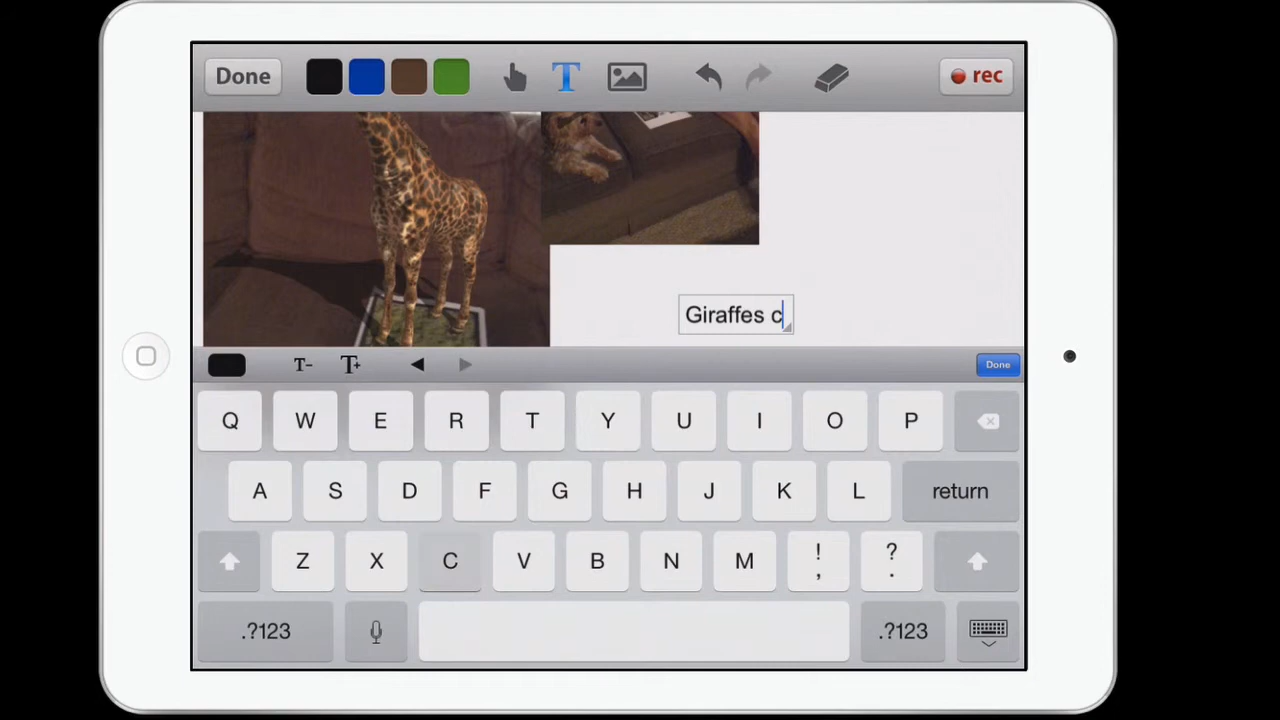 Done
T
rec
Giraffes c
T-
T+
Done
Q W E R T Y U I O P
A S D F G H J K L return
Z X C V B N M ! , ? .
.?123 .?123